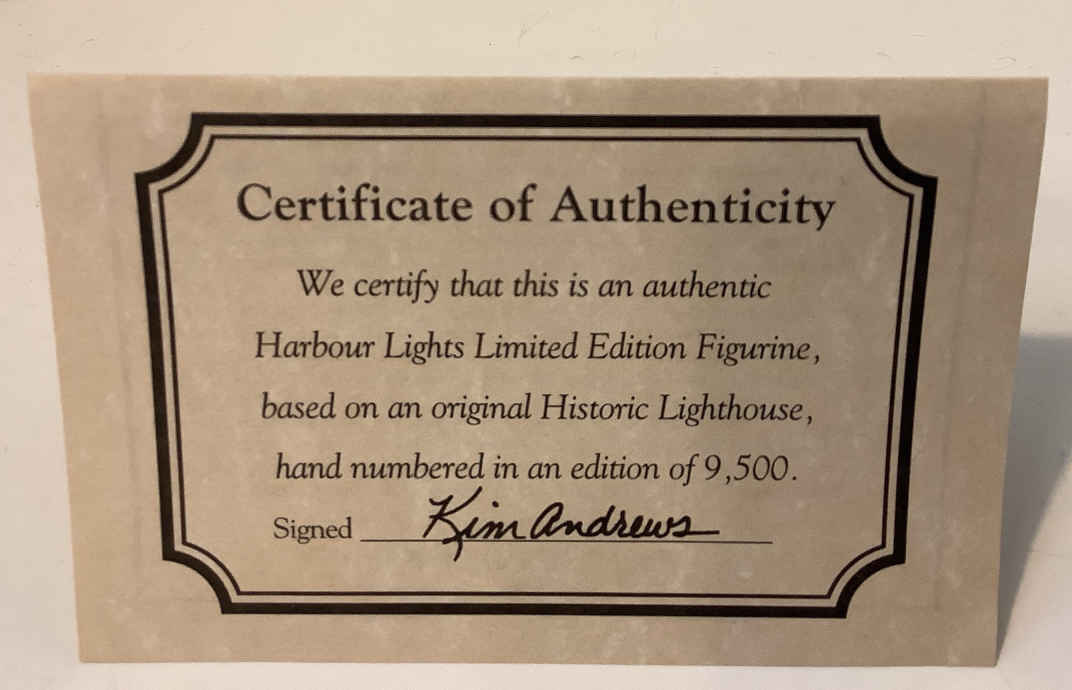 Certificate of Authenticity
We certify that this is an authentic
Harbour Lights Limited Edition Figurine,
based on an original Historic Lighthouse,
hand numbered in an edition of 9,500.
Signed Kim Andrews